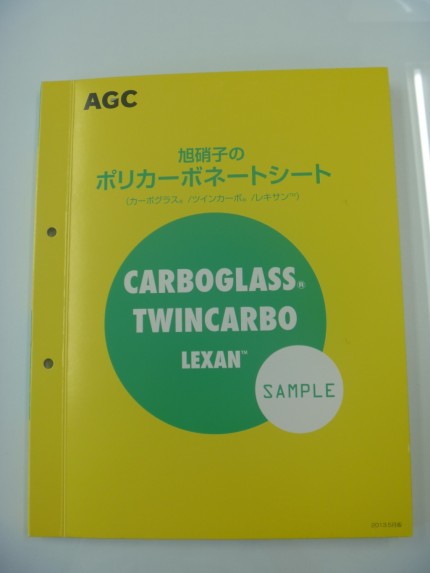 AGC
旭硝子の
ポリカーボネートシート
(カーボグラス® /ツインカーボ® /レキサン™)
CARBOGLASS®
TWINCARBO
LEXAN™
SAMPLE